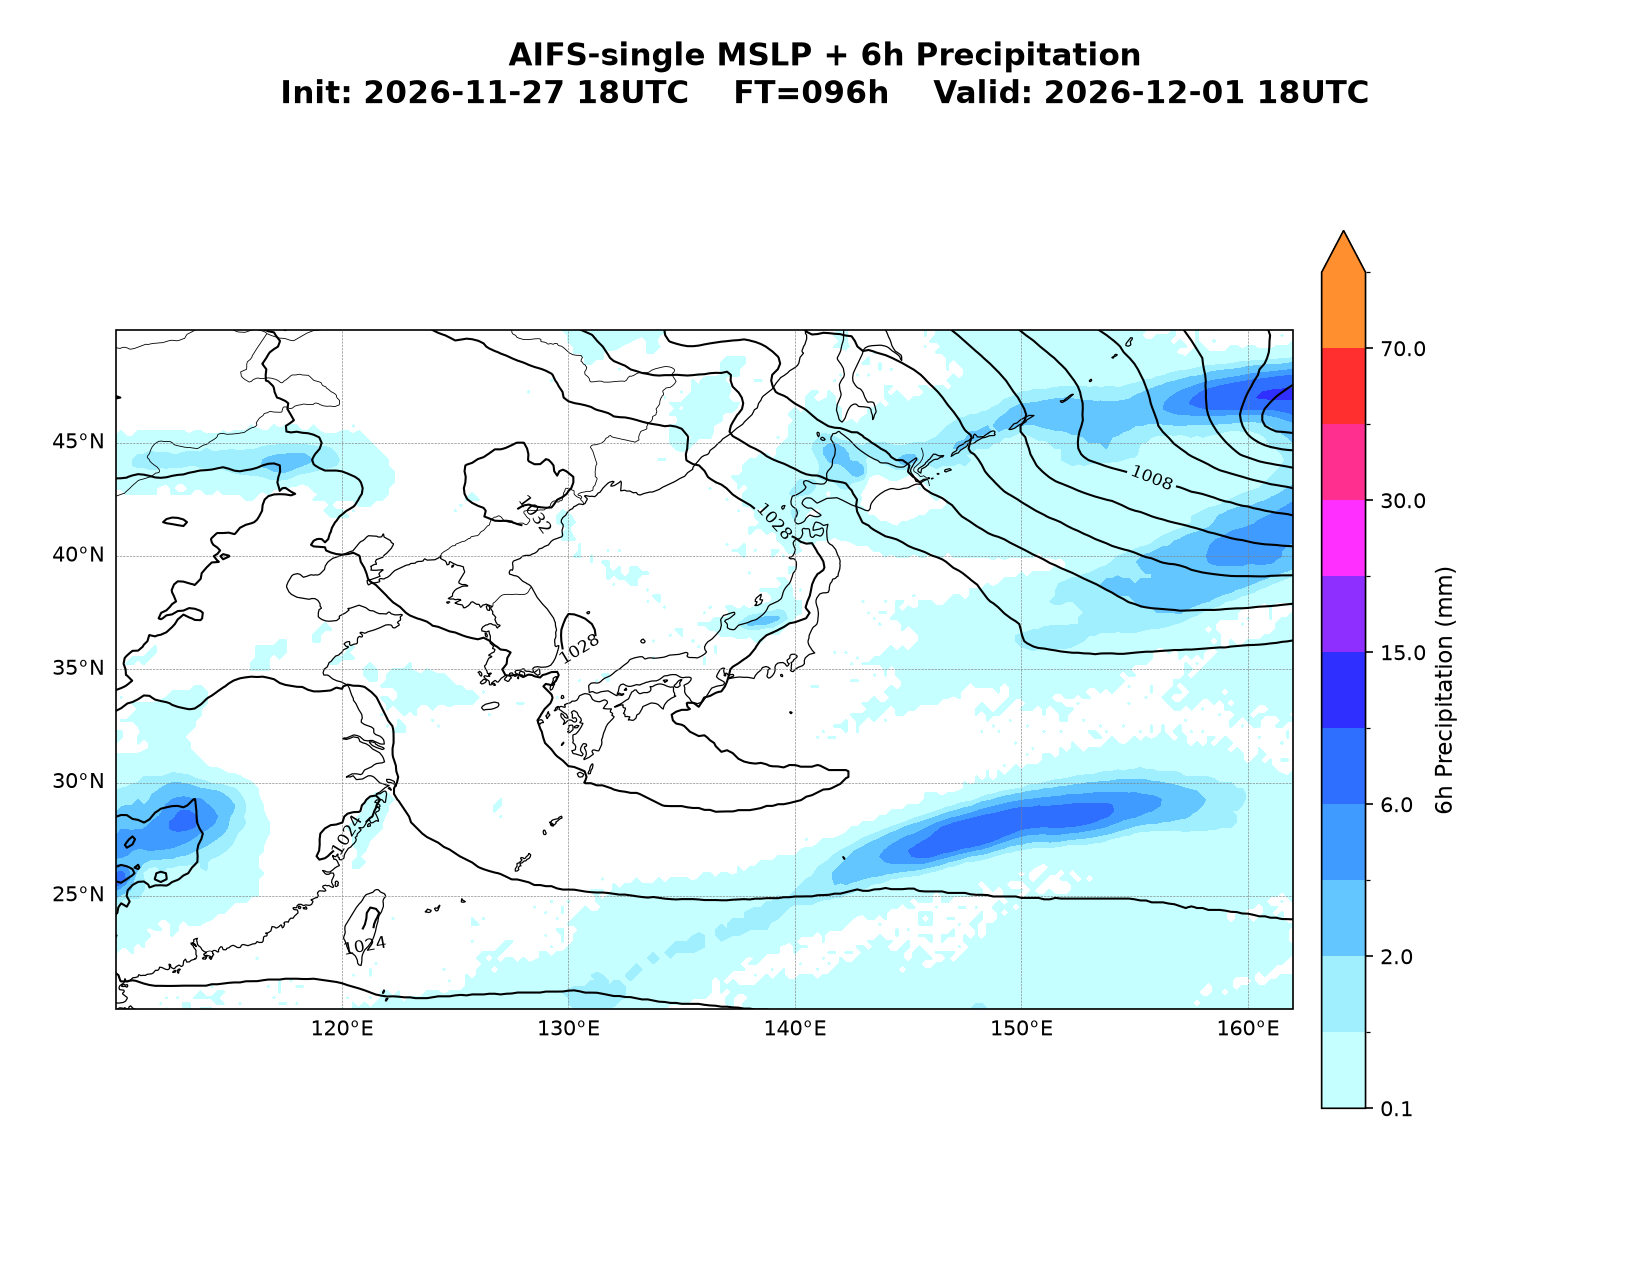 AIFS-single MSLP + 6h Precipitation
Init: 2026-11-27 18UTC    FT=096h    Valid: 2026-12-01 18UTC
70.0
30.0
15.0
6.0
2.0
0.1
6h Precipitation (mm)
45°N
40°N
35°N
30°N
25°N
120°E
130°E
140°E
150°E
160°E
1008
1032
1028
1028
1024
1024